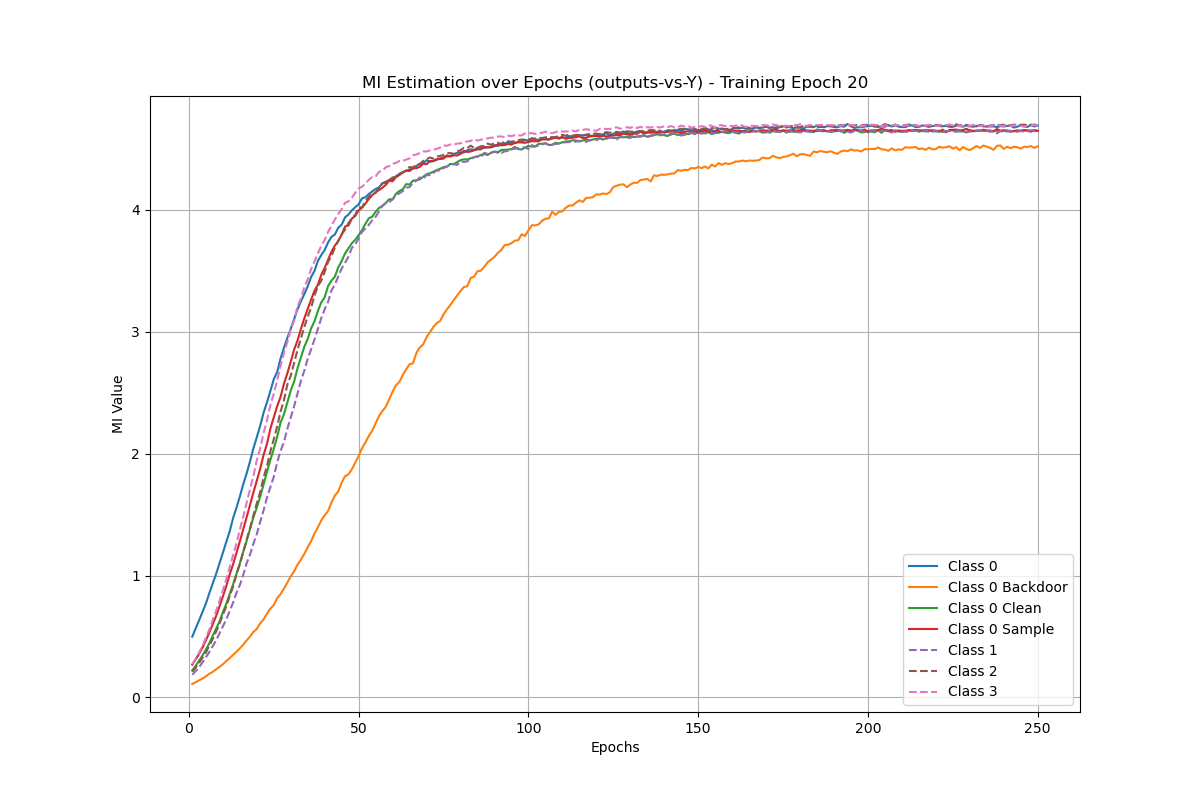 MI Estimation over Epochs (outputs-vs-Y) - Training Epoch 20
MI Value
4
3
2
1
0
0 50 100 150 200 250
Epochs
Class 0
Class 0 Backdoor
Class 0 Clean
Class 0 Sample
Class 1
Class 2
Class 3